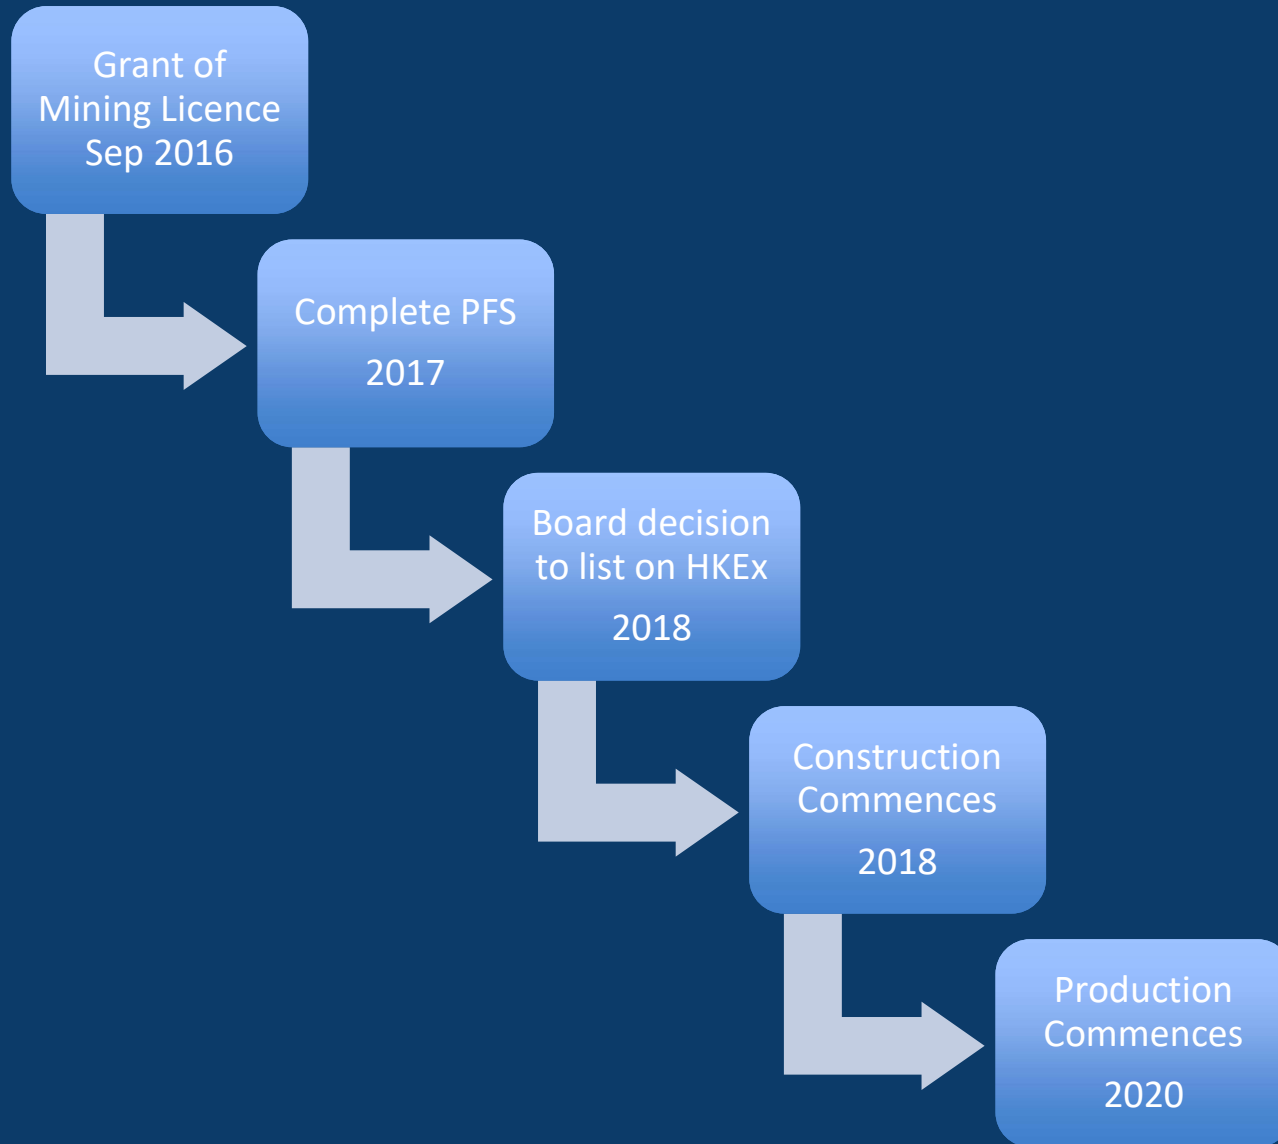 Grant of
Mining Licence
Sep 2016
Complete PFS
2017
Board decision
to list on HKEx
2018
Construction
Commences
2018
Production
Commences
2020